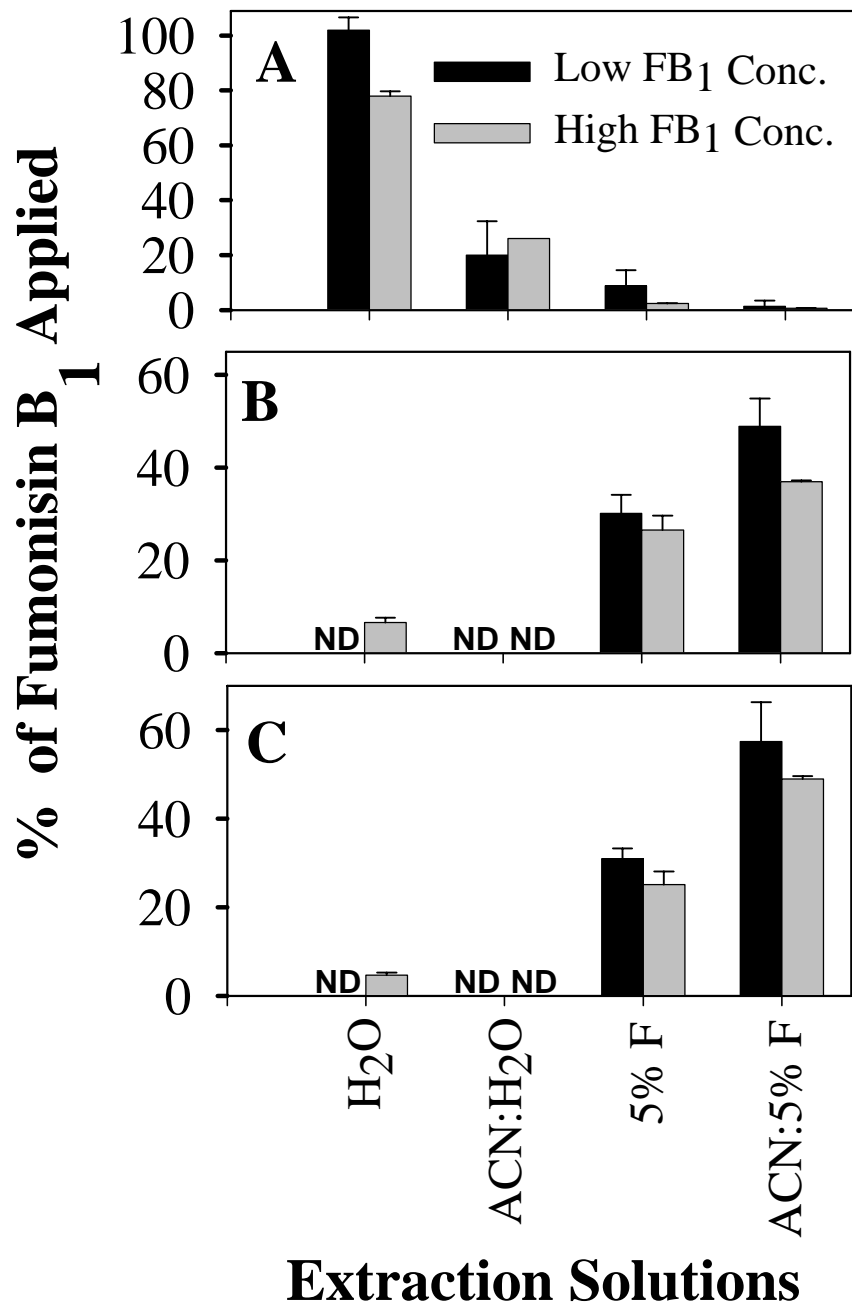 % of Fumonisin B1 Applied
A
Low FB1 Conc.
High FB1 Conc.
100
80
60
40
20
0
B
60
40
20
0
ND
ND ND
C
60
40
20
0
ND
ND ND
H2O
ACN:H2O
5% F
ACN:5% F
Extraction Solutions